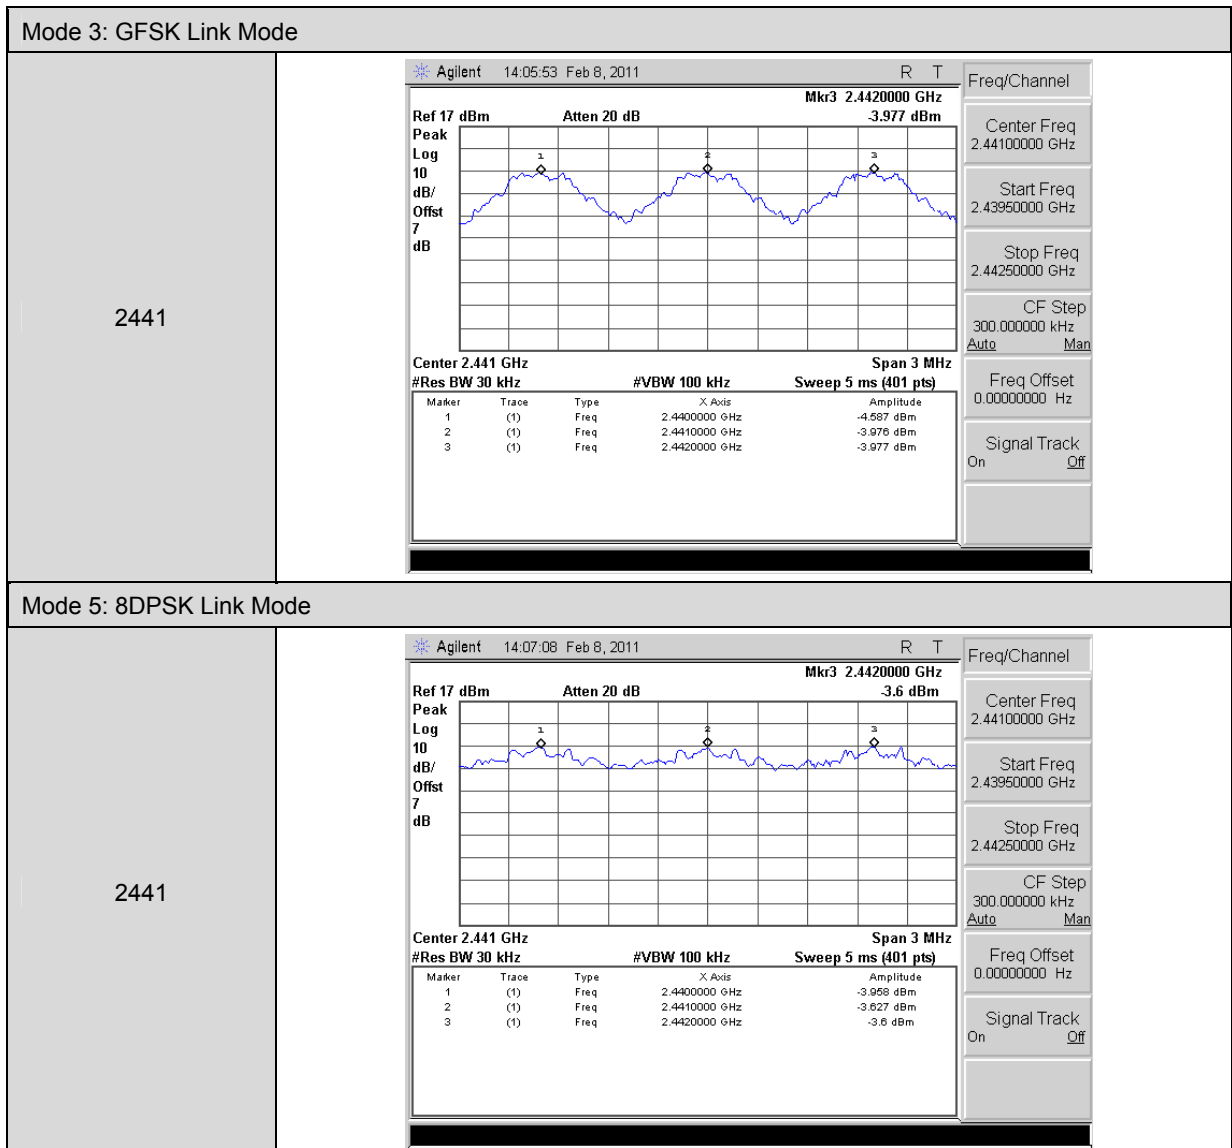 Mode 3: GFSK Link Mode
2441
Agilent 14:05:53 Feb 8, 2011 R T
Mkr3 2.4420000 GHz
Ref 17 dBm Atten 20 dB -3.977 dBm
Peak
Log
10
dB/
Offst
7
dB
1 2 3
Center 2.441 GHz Span 3 MHz
#Res BW 30 kHz #VBW 100 kHz Sweep 5 ms (401 pts)
Marker Trace Type X Axis Amplitude
1 (1) Freq 2.4400000 GHz -4.587 dBm
2 (1) Freq 2.4410000 GHz -3.976 dBm
3 (1) Freq 2.4420000 GHz -3.977 dBm
Freq/Channel
Center Freq
2.44100000 GHz
Start Freq
2.43950000 GHz
Stop Freq
2.44250000 GHz
CF Step
300.000000 kHz
Auto Man
Freq Offset
0.00000000 Hz
Signal Track
On Off
Mode 5: 8DPSK Link Mode
2441
Agilent 14:07:08 Feb 8, 2011 R T
Mkr3 2.4420000 GHz
Ref 17 dBm Atten 20 dB -3.6 dBm
Peak
Log
10
dB/
Offst
7
dB
1 2 3
Center 2.441 GHz Span 3 MHz
#Res BW 30 kHz #VBW 100 kHz Sweep 5 ms (401 pts)
Marker Trace Type X Axis Amplitude
1 (1) Freq 2.4400000 GHz -3.958 dBm
2 (1) Freq 2.4410000 GHz -3.627 dBm
3 (1) Freq 2.4420000 GHz -3.6 dBm
Freq/Channel
Center Freq
2.44100000 GHz
Start Freq
2.43950000 GHz
Stop Freq
2.44250000 GHz
CF Step
300.000000 kHz
Auto Man
Freq Offset
0.00000000 Hz
Signal Track
On Off